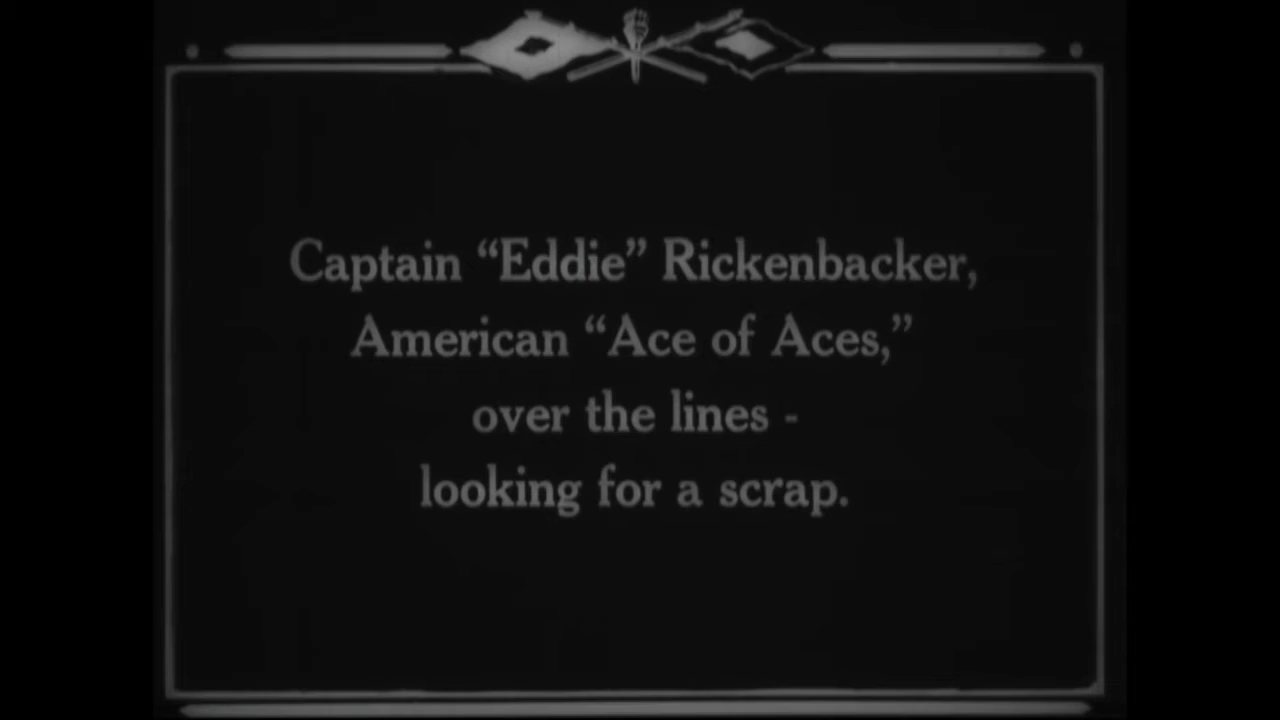 Captain “Eddie” Rickenbacker,
American “Ace of Aces,”
over the lines -
looking for a scrap.